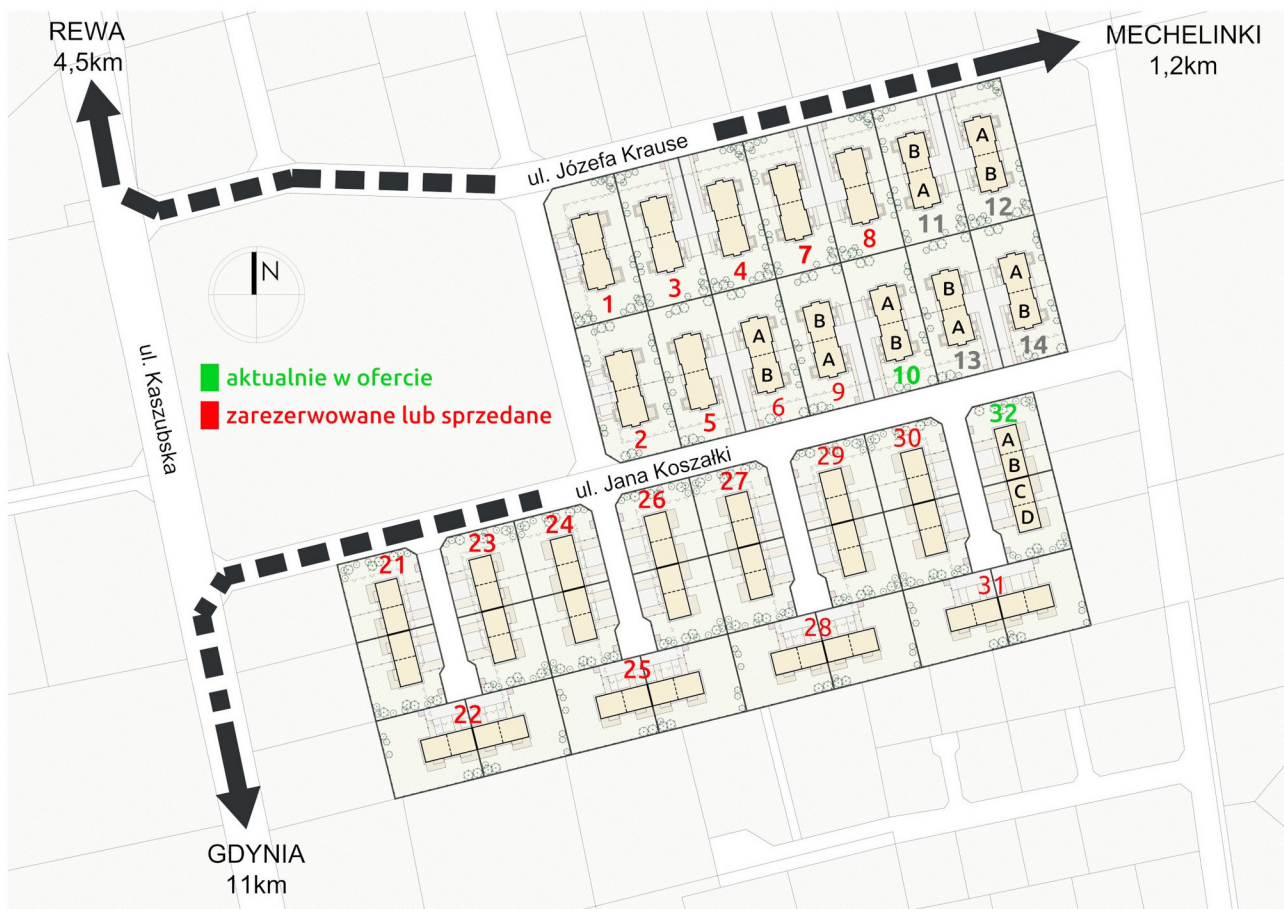 REWA
4,5km
MECHELINKI
1,2km
ul. Józefa Krause
A
B
B
A
12
11
8
7
4
3
1
N
ul. Kaszubska
aktualnie w ofercie
zarezerwowane lub sprzedane
A
B
14
B
A
13
A
B
10
B
A
9
A
B
6
5
2
ul. Jana Koszałki
32
A
B
C
D
30
29
27
26
24
23
21
31
28
25
22
GDYNIA
11km